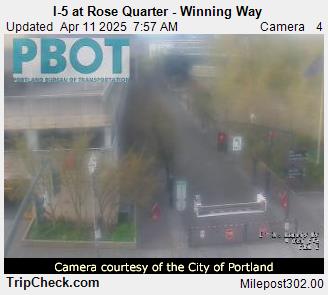 I-5 at Rose Quarter - Winning Way
Updated Apr 11 2025 7:57 AM Camera 4
PBOT
PORTLAND BUREAU OF TRANSPORTATION
Camera courtesy of the City of Portland
TripCheck.com Milepost302.00